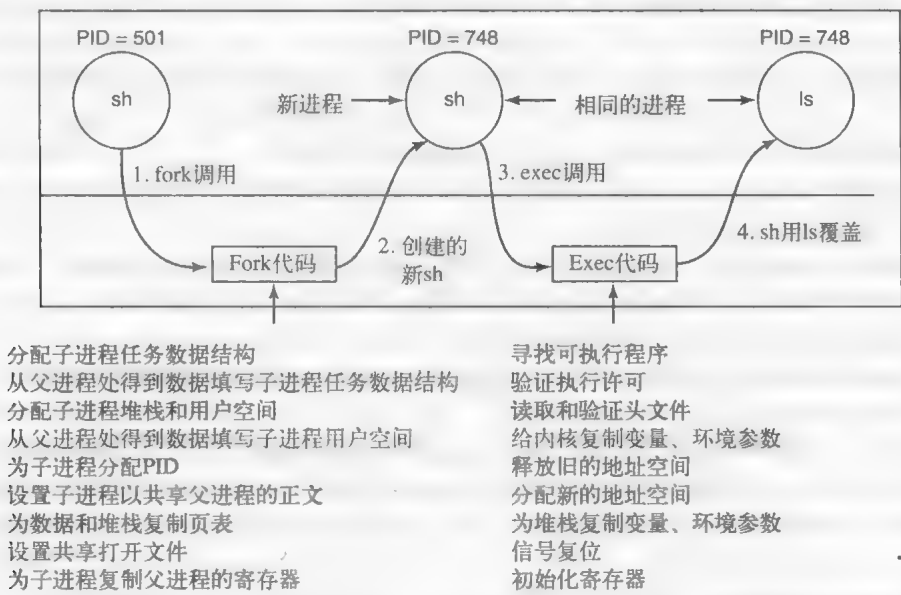 PID = 501
PID = 748
PID = 748
sh
新进程
sh
相同的进程
ls
1. fork调用
3. exec调用
Fork代码
2. 创建的
新sh
Exec代码
4. sh用ls覆盖
分配子进程任务数据结构
从父进程处得到数据填写子进程任务数据结构
分配子进程堆栈和用户空间
从父进程处得到数据填写子进程用户空间
为子进程分配PID
设置子进程以共享父进程的正文
为数据和堆栈复制页表
设置共享打开文件
为子进程复制父进程的寄存器
寻找可执行程序
验证执行许可
读取和验证头文件
给内核复制变量、环境参数
释放旧的地址空间
分配新的地址空间
为堆栈复制变量、环境参数
信号复位
初始化寄存器